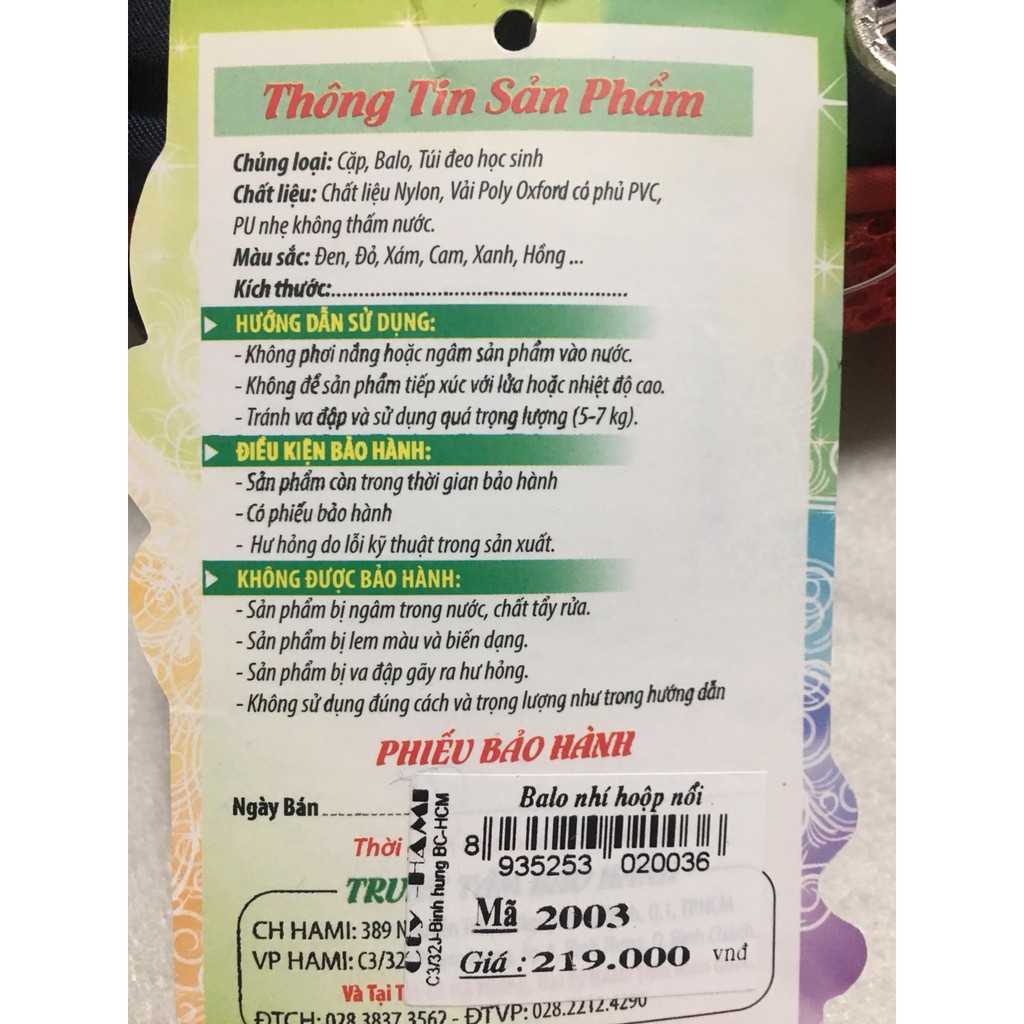 Thông Tin Sản Phẩm
Chủng loại: Cặp, Balo, Túi đeo học sinh
Chất liệu: Chất liệu Nylon, Vải Poly Oxford có phủ PVC,
PU nhẹ không thấm nước.
Màu sắc: Đen, Đỏ, Xám, Cam, Xanh, Hồng ...
Kích thước:..................................................
HƯỚNG DẪN SỬ DỤNG:
- Không phơi nắng hoặc ngâm sản phẩm vào nước.
- Không để sản phẩm tiếp xúc với lửa hoặc nhiệt độ cao.
- Tránh va đập và sử dụng quá trọng lượng (5-7 kg).
ĐIỀU KIỆN BẢO HÀNH:
- Sản phẩm còn trong thời gian bảo hành
- Có phiếu bảo hành
- Hư hỏng do lỗi kỹ thuật trong sản xuất.
KHÔNG ĐƯỢC BẢO HÀNH:
- Sản phẩm bị ngâm trong nước, chất tẩy rửa.
- Sản phẩm bị lem màu và biến dạng.
- Sản phẩm bị va đập gãy ra hư hỏng.
- Không sử dụng đúng cách và trọng lượng như trong hướng dẫn
PHIẾU BẢO HÀNH
Ngày Bán
Thời
TRU
CH HAMI: 389 N
VP HAMI: C3/32
Và Tại T
ĐTCH: 028.3837.3562 - ĐTVP: 028.2212.4290
Cty HAMI
C3/32J-Bình hưng BC-HCM
Balo nhí hoộp nổi
8 935253 020036
Mã 2003
Giá : 219.000 vnđ